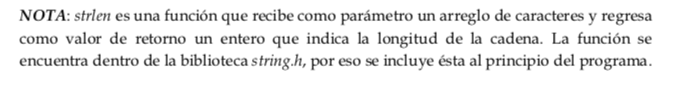 NOTA: strlen es una función que recibe como parámetro un arreglo de caracteres y regresa
como valor de retorno un entero que indica la longitud de la cadena. La función se
encuentra dentro de la biblioteca string.h, por eso se incluye ésta al principio del programa.